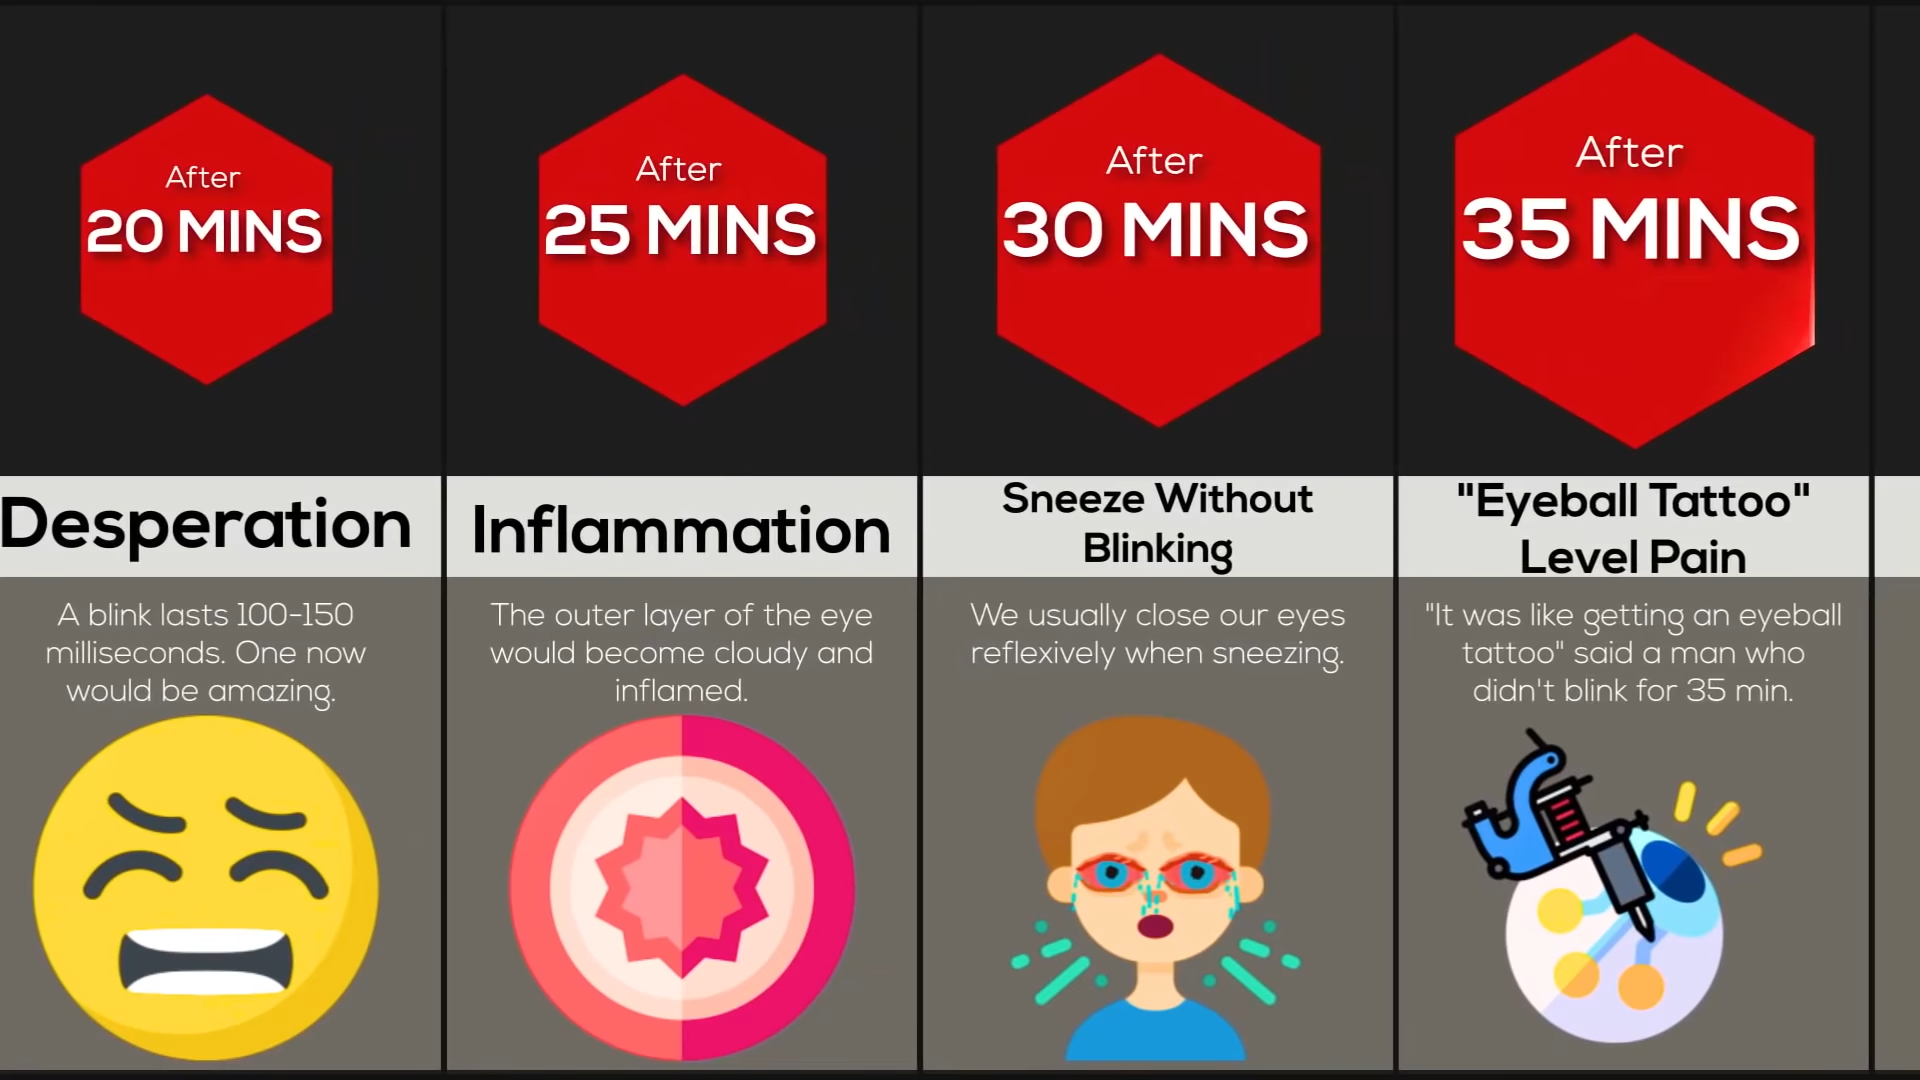 After
20 MINS
Desperation
A blink lasts 100-150
milliseconds. One now
would be amazing.
After
25 MINS
Inflammation
The outer layer of the eye
would become cloudy and
inflamed.
After
30 MINS
Sneeze Without
Blinking
We usually close our eyes
reflexively when sneezing.
After
35 MINS
"Eyeball Tattoo"
Level Pain
"It was like getting an eyeball
tattoo" said a man who
didn't blink for 35 min.